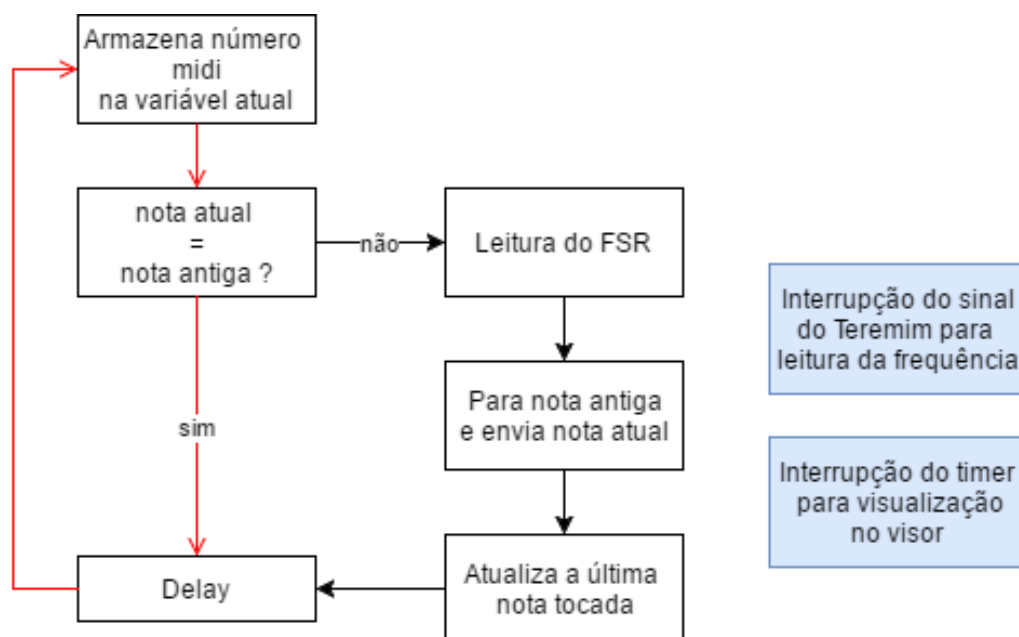 Armazena número
midi
na variável atual
nota atual
=
nota antiga ?
não
Leitura do FSR
Para nota antiga
e envia nota atual
sim
Atualiza a última
nota tocada
Delay
Interrupção do sinal
do Teremim para
leitura da frequência
Interrupção do timer
para visualização
no visor